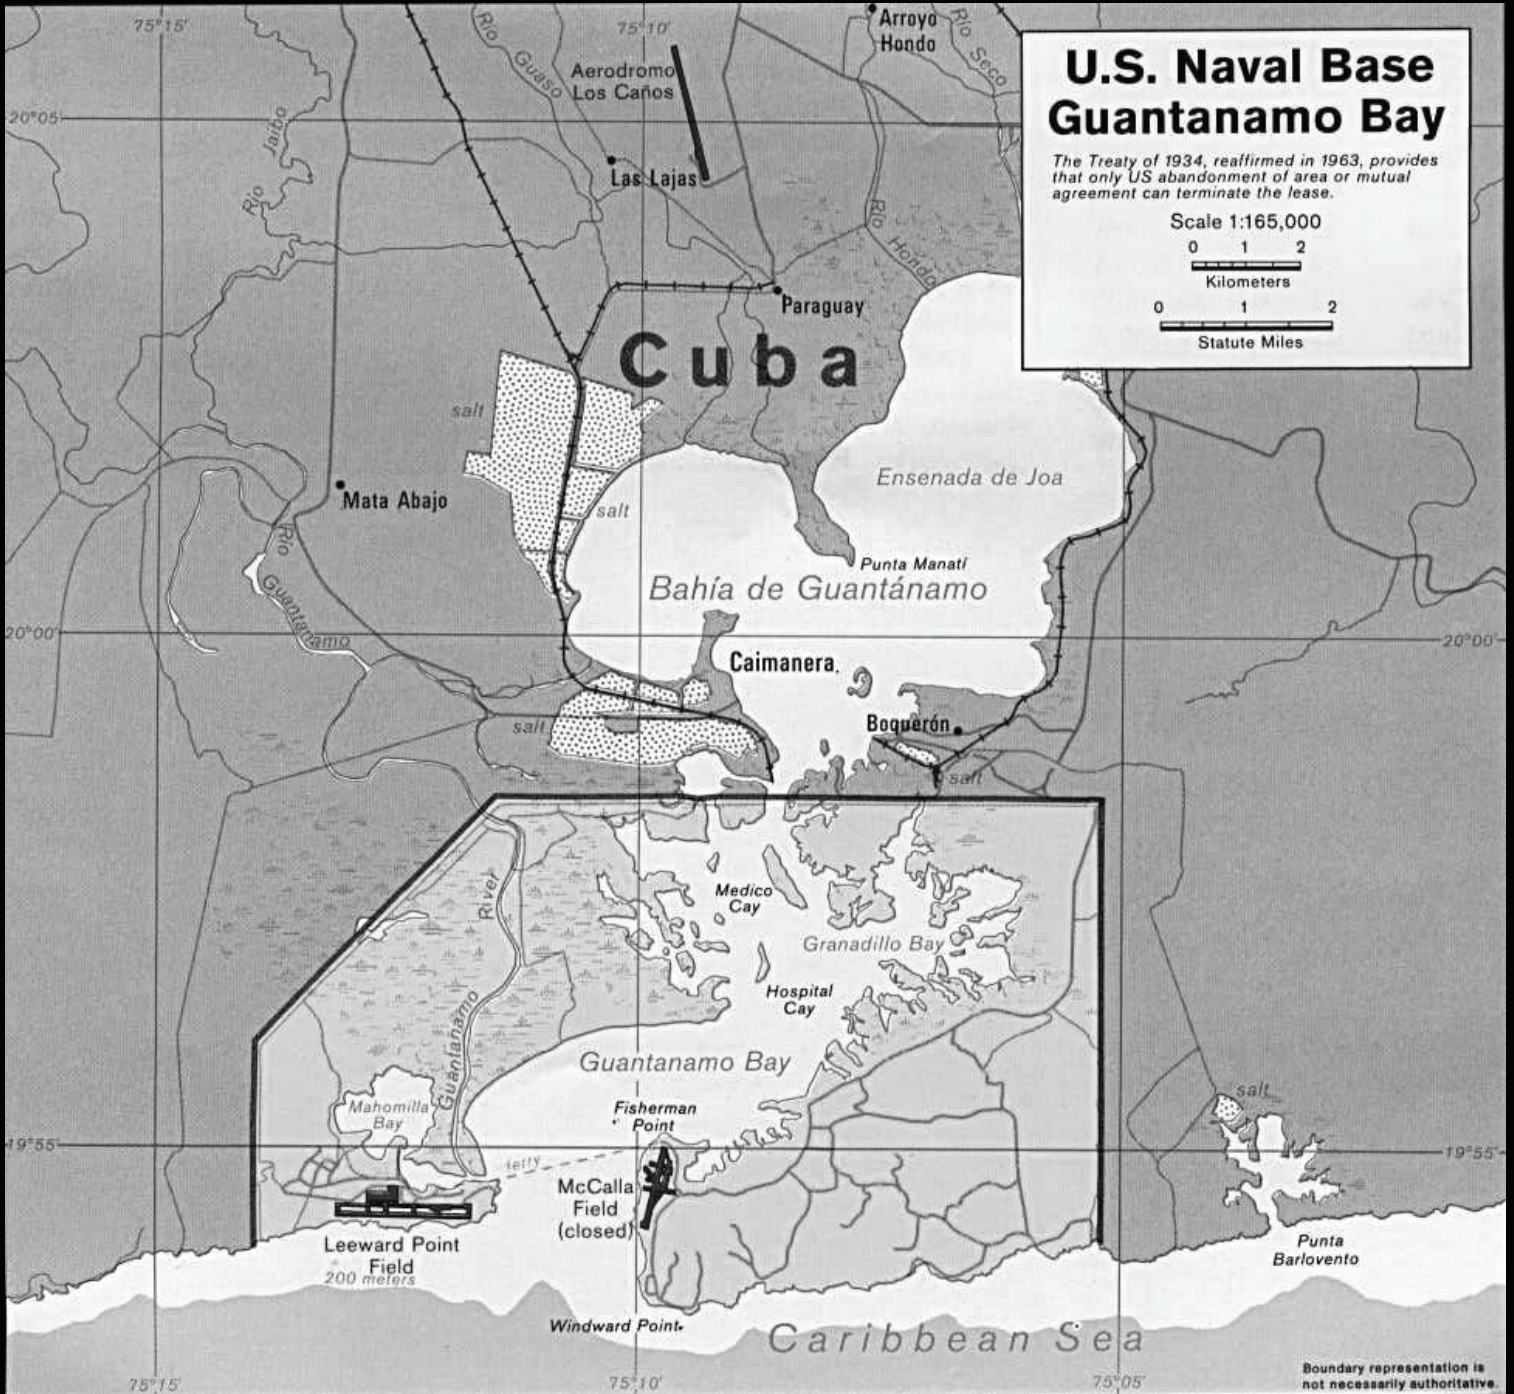 75°15'
75°10'
Río
Guaso
Arroyo
Hondo
Río Seco
Aerodromo
Los Caños
U.S. Naval Base
Guantanamo Bay
The Treaty of 1934, reaffirmed in 1963, provides
that only US abandonment of area or mutual
agreement can terminate the lease.
Scale 1:165,000
0 1 2
Kilometers
0 1 2
Statute Miles
20°05'
Río Jaibo
Las Lajas
Río Hondo
Paraguay
Cuba
salt
Ensenada de Joa
Mata Abajo
salt
Río Guantanamo
Punta Manatí
Bahía de Guantánamo
20°00'
20°00'
Caimanera
salt
Boquerón
salt
Medico
Cay
Granadillo Bay
Hospital
Cay
Guantanamo River
Guantanamo Bay
Mahomilla
Bay
Fisherman
Point
salt
19°55'
19°55'
ferry
McCalla
Field
(closed)
Leeward Point
Field
200 meters
Punta
Barlovento
Windward Point
Caribbean Sea
Boundary representation is
not necessarily authoritative.
75°15'
75°10'
75°05'